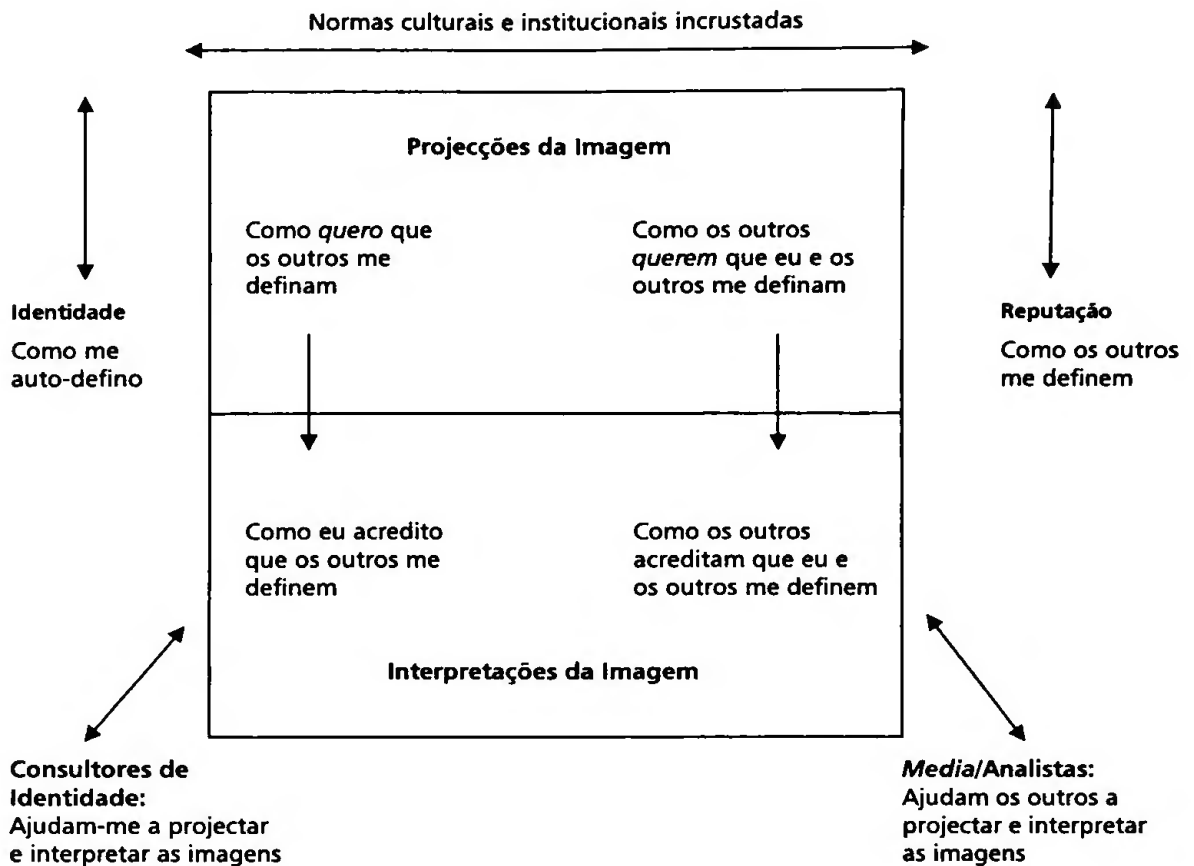 Normas culturais e institucionais incrustadas
Projecções da Imagem
Como quero que
os outros me
definam
Como os outros
querem que eu e os
outros me definam
Identidade
Como me
auto-defino
Reputação
Como os outros
me definem
Como eu acredito
que os outros me
definem
Como os outros
acreditam que eu e
os outros me definem
Interpretações da Imagem
Consultores de
Identidade:
Ajudam-me a projectar
e interpretar as imagens
Media/Analistas:
Ajudam os outros a
projectar e interpretar
as imagens